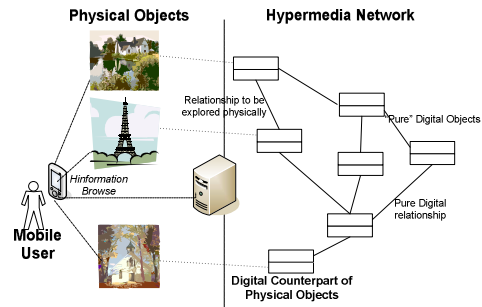 Physical Objects
Hypermedia Network
Relationship to be
explored physically
Pure" Digital Objects
Hinformation
Browse
Pure Digital
relationship
Mobile
User
Digital Counterpart of
Physical Objects